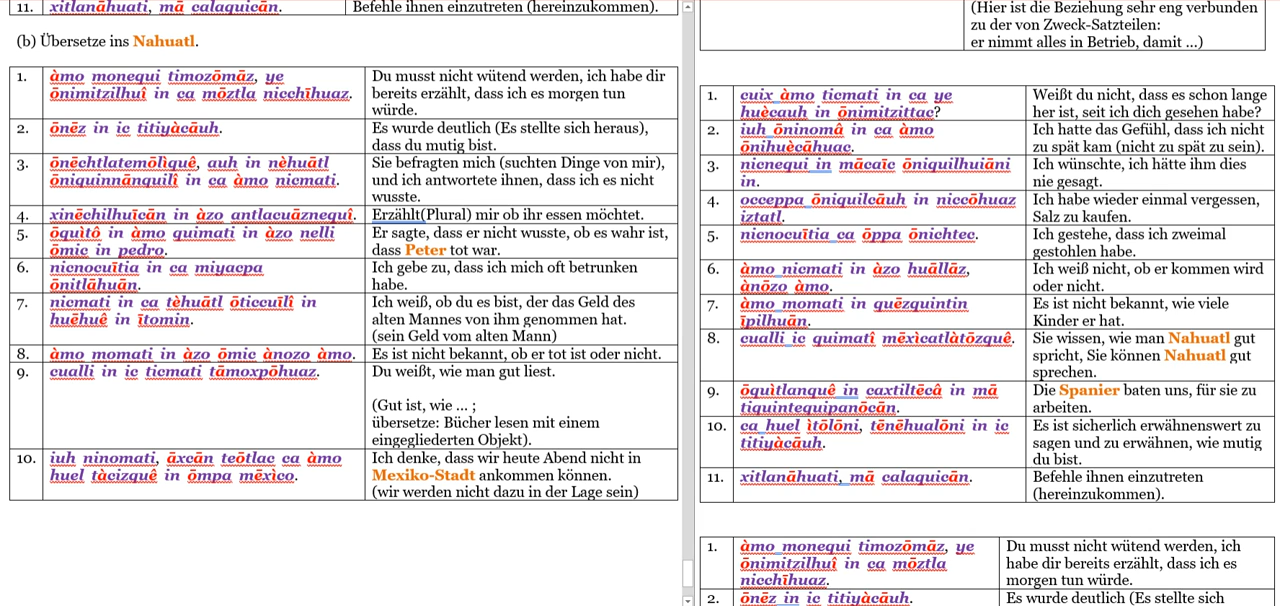 11. xitlanāhuati, mā calaquicān. Befehle ihnen einzutreten (hereinzukommen).
(b) Übersetze ins Nahuatl.
1. àmo monequi timozōmāz, ye
ōnimitzilhuî in ca mōztla nicchīhuaz.
Du musst nicht wütend werden, ich habe dir
bereits erzählt, dass ich es morgen tun
würde.
2. ōnēz in ic titiyàcāuh.
Es wurde deutlich (Es stellte sich heraus),
dass du mutig bist.
3. ōnēchtlatemōlìquê, auh in nèhuātl
ōniquinnānquilî in ca àmo nicmati.
Sie befragten mich (suchten Dinge von mir),
und ich antwortete ihnen, dass ich es nicht
wusste.
4. xinēchilhuīcān in àzo antlacuāznequî.
Erzählt(Plural) mir ob ihr essen möchtet.
5. ōquìtô in àmo quimati in àzo nelli
ōmic in pedro.
Er sagte, dass er nicht wusste, ob es wahr ist,
dass Peter tot war.
6. nicnocuītia in ca miyacpa
ōnitlāhuān.
Ich gebe zu, dass ich mich oft betrunken
habe.
7. nicmati in ca tèhuātl ōticcuīlî in
huēhuê in ītomin.
Ich weiß, ob du es bist, der das Geld des
alten Mannes von ihm genommen hat.
(sein Geld vom alten Mann)
8. àmo momati in àzo ōmic ànozo àmo.
Es ist nicht bekannt, ob er tot ist oder nicht.
9. cualli in ic ticmati tāmoxpōhuaz.
Du weißt, wie man gut liest.
(Gut ist, wie ... ;
übersetze: Bücher lesen mit einem
eingegliederten Objekt).
10. iuh ninomati, āxcān teōtlac ca àmo
huel tàcizquê in ōmpa mēxìco.
Ich denke, dass wir heute Abend nicht in
Mexiko-Stadt ankommen können.
(wir werden nicht dazu in der Lage sein)
(Hier ist die Beziehung sehr eng verbunden
zu der von Zweck-Satzteilen:
er nimmt alles in Betrieb, damit ...)
1. cuix àmo ticmati in ca ye
huècauh in ōnimitzittac?
Weißt du nicht, dass es schon lange
her ist, seit ich dich gesehen habe?
2. iuh ōninomâ in ca àmo
ōnihuècāhuac.
Ich hatte das Gefühl, dass ich nicht
zu spät kam (nicht zu spät zu sein).
3. nicnequi in mācaīc ōniquilhuiāni
in.
Ich wünschte, ich hätte ihm dies
nie gesagt.
4. occeppa ōniquilcāuh in niccōhuaz
iztatl.
Ich habe wieder einmal vergessen,
Salz zu kaufen.
5. nicnocuītia ca ōppa ōnichtec.
Ich gestehe, dass ich zweimal
gestohlen habe.
6. àmo nicmati in àzo huāllāz,
ànōzo àmo.
Ich weiß nicht, ob er kommen wird
oder nicht.
7. àmo momati in quēzquintin
īpilhuān.
Es ist nicht bekannt, wie viele
Kinder er hat.
8. cualli ic quimatî mēxìcatlàtōzquê.
Sie wissen, wie man Nahuatl gut
spricht, Sie können Nahuatl gut
sprechen.
9. ōquìtlanquê in caxtiltēcâ in mā
tiquintequipanōcān.
Die Spanier baten uns, für sie zu
arbeiten.
10. ca huel ìtōlōni, tēnēhualōni in ic
titiyàcāuh.
Es ist sicherlich erwähnenswert zu
sagen und zu erwähnen, wie mutig
du bist.
11. xitlanāhuati, mā calaquicān.
Befehle ihnen einzutreten
(hereinzukommen).
1. àmo monequi timozōmāz, ye
ōnimitzilhuî in ca mōztla
nicchīhuaz.
Du musst nicht wütend werden, ich
habe dir bereits erzählt, dass ich es
morgen tun würde.
2. ōnēz in ic titiyàcāuh.
Es wurde deutlich (Es stellte sich